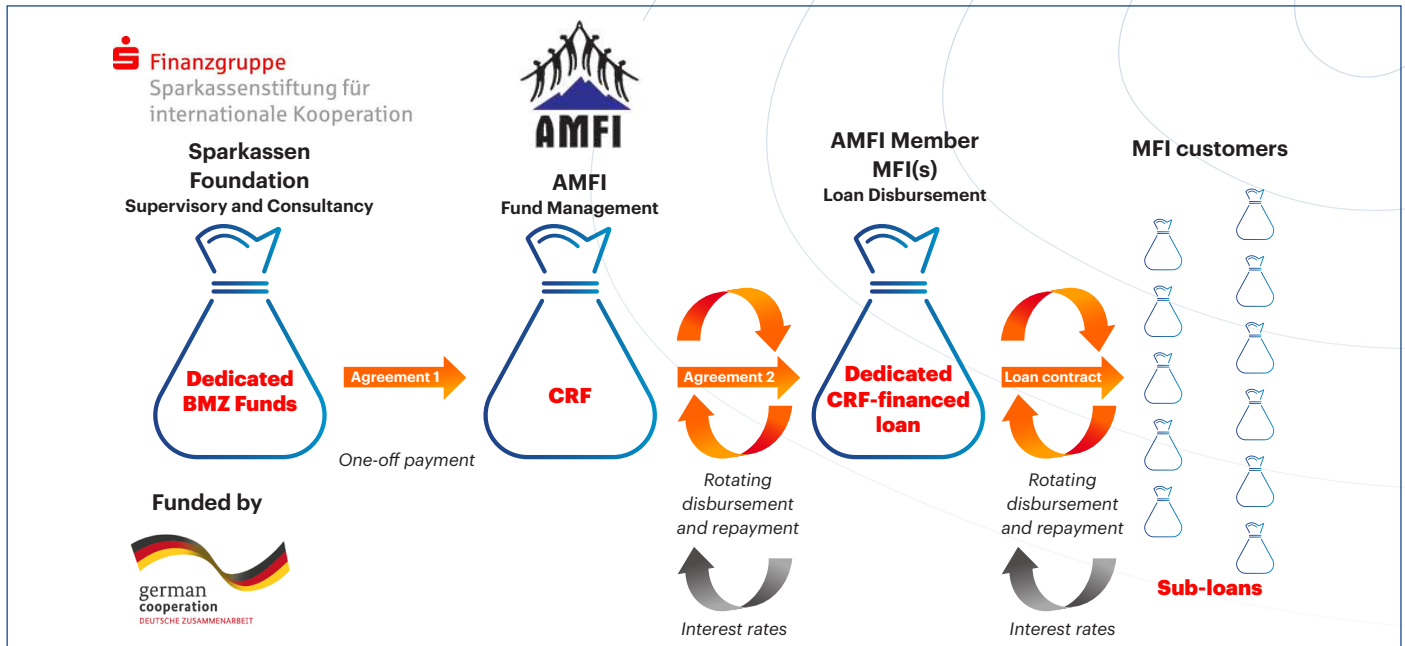 Finanzgruppe
Sparkassenstiftung für
internationale Kooperation
AMFI
Sparkassen
Foundation
Supervisory and Consultancy
AMFI
Fund Management
AMFI Member
MFI(s)
Loan Disbursement
MFI customers
Dedicated
BMZ Funds
Agreement 1
One-off payment
CRF
Agreement 2
Rotating
disbursement
and repayment
Interest rates
Dedicated
CRF-financed
loan
Loan contract
Rotating
disbursement
and repayment
Interest rates
Sub-loans
Funded by
german
cooperation
DEUTSCHE ZUSAMMENARBEIT